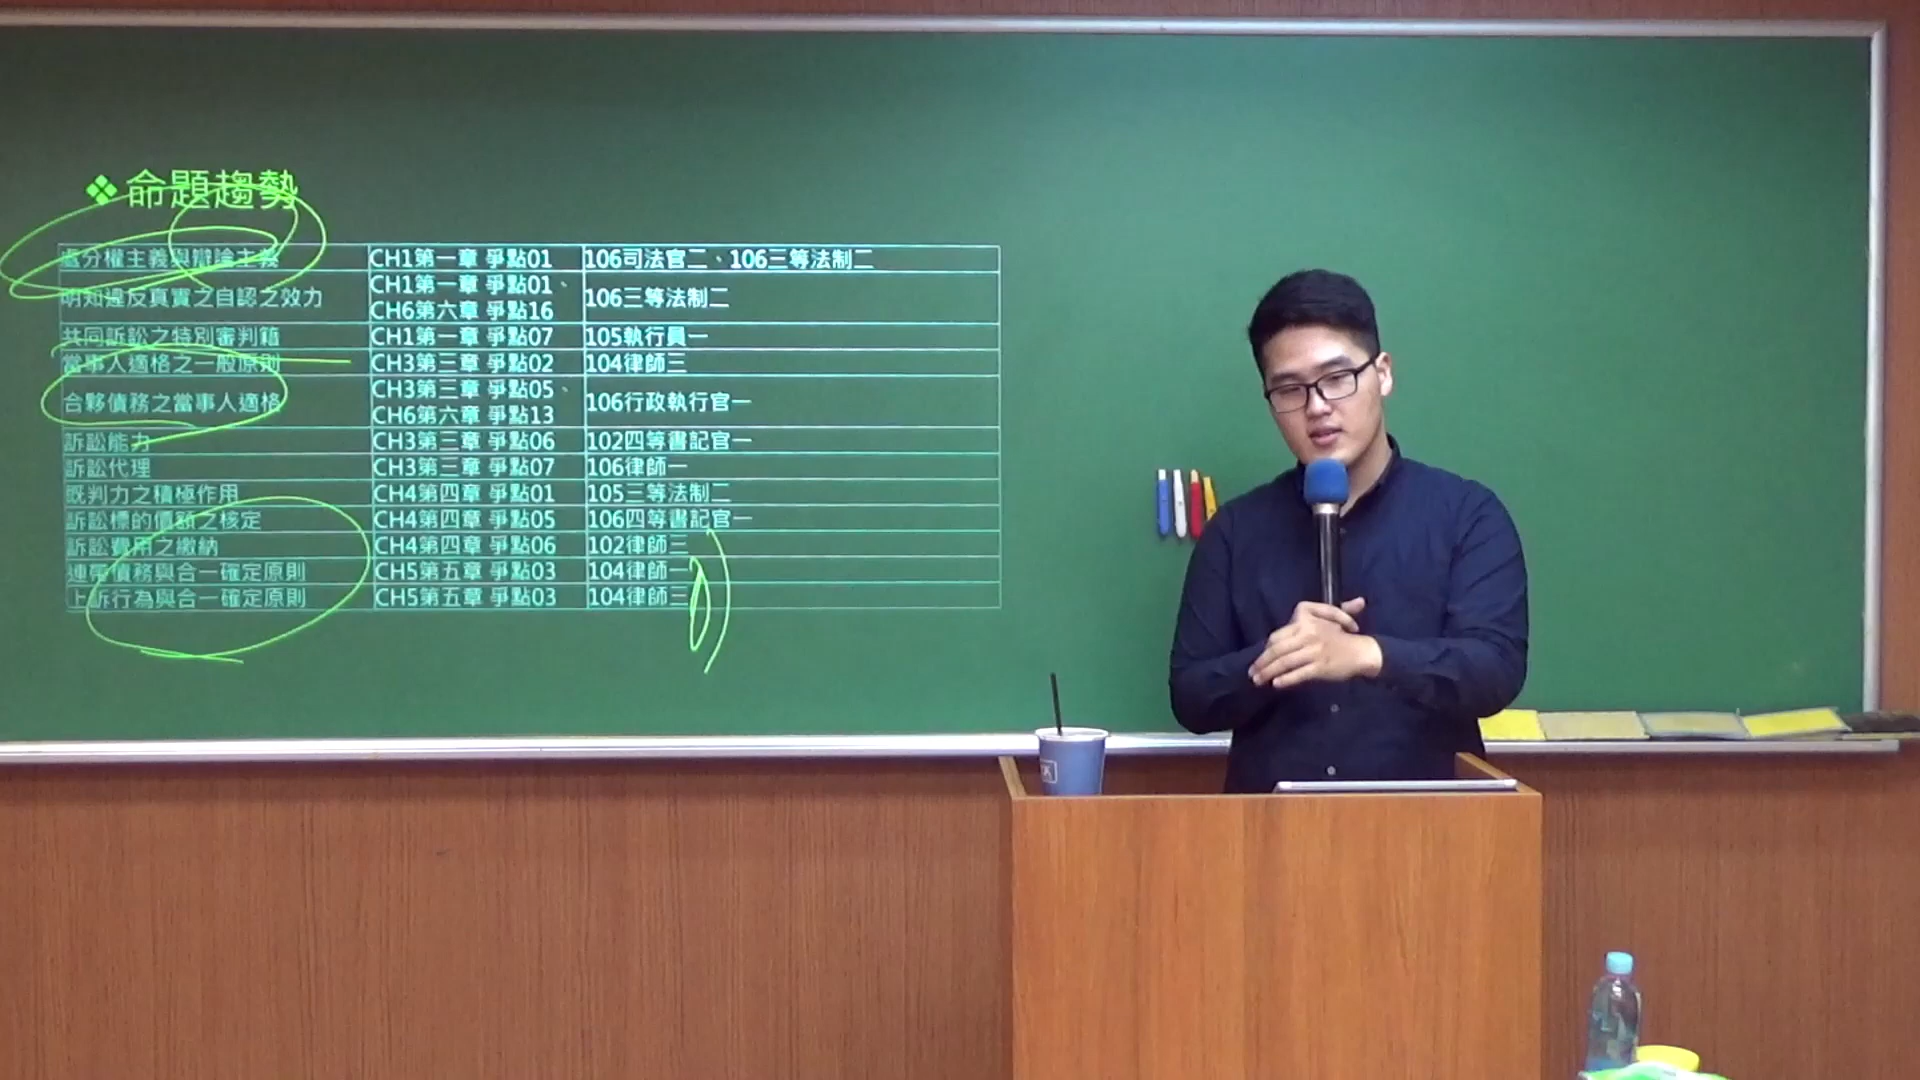 ❖命題趨勢
處分權主義與辯論主義 CH1第一章 爭點01 106司法官二、106三等法制二
明知違反真實之自認之效力 CH1第一章 爭點01、CH6第六章 爭點16 106三等法制二
共同訴訟之特別審判籍 CH1第一章 爭點07 105執行員一
當事人適格之一般原則 CH3第三章 爭點02 104律師三
合夥債務之當事人適格 CH3第三章 爭點05、CH6第六章 爭點13 106行政執行官一
訴訟能力 CH3第三章 爭點06 102四等書記官一
訴訟代理 CH3第三章 爭點07 106律師一
既判力之積極作用 CH4第四章 爭點01 105三等法制二
訴訟標的價額之核定 CH4第四章 爭點05 106四等書記官一
訴訟費用之繳納 CH4第四章 爭點06 102律師三
連帶債務與合一確定原則 CH5第五章 爭點03 104律師一
上訴行為與合一確定原則 CH5第五章 爭點03 104律師三